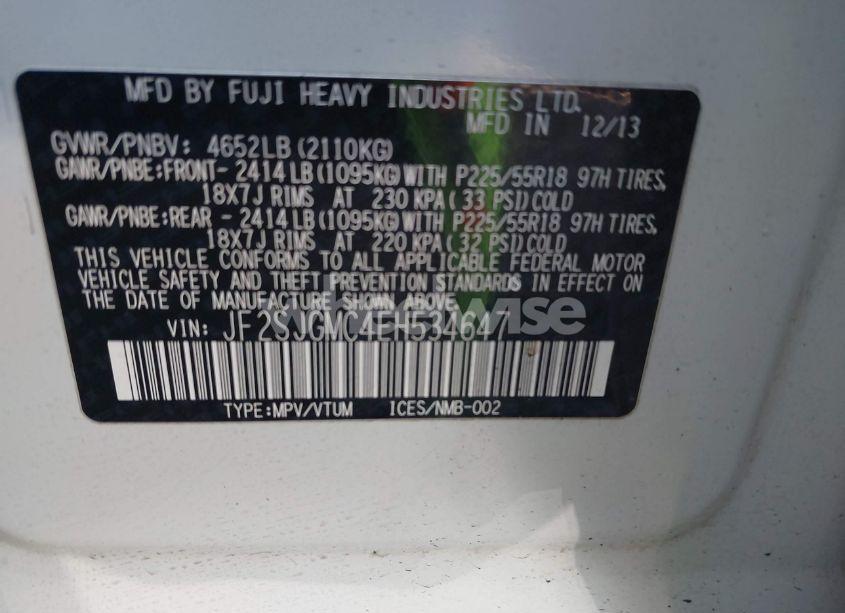 MFD BY FUJI HEAVY INDUSTRIES LTD.
MFD IN 12/13
GVWR/PNBV: 4652LB (2110KG)
GAWR/PNBE:FRONT- 2414 LB (1095KG) WITH P225/55R18 97H TIRES,
18X7J RIMS AT 230 KPA ( 33 PSI) COLD
GAWR/PNBE:REAR - 2414 LB (1095KG) WITH P225/55R18 97H TIRES,
18X7J RIMS AT 220 KPA ( 32 PSI) COLD
THIS VEHICLE CONFORMS TO ALL APPLICABLE FEDERAL MOTOR
VEHICLE SAFETY AND THEFT PREVENTION STANDARDS IN EFFECT ON
THE DATE OF MANUFACTURE SHOWN ABOVE.
VIN: JF2SJGMC4EH534647
TYPE:MPV/VTUM ICES/NMB-002